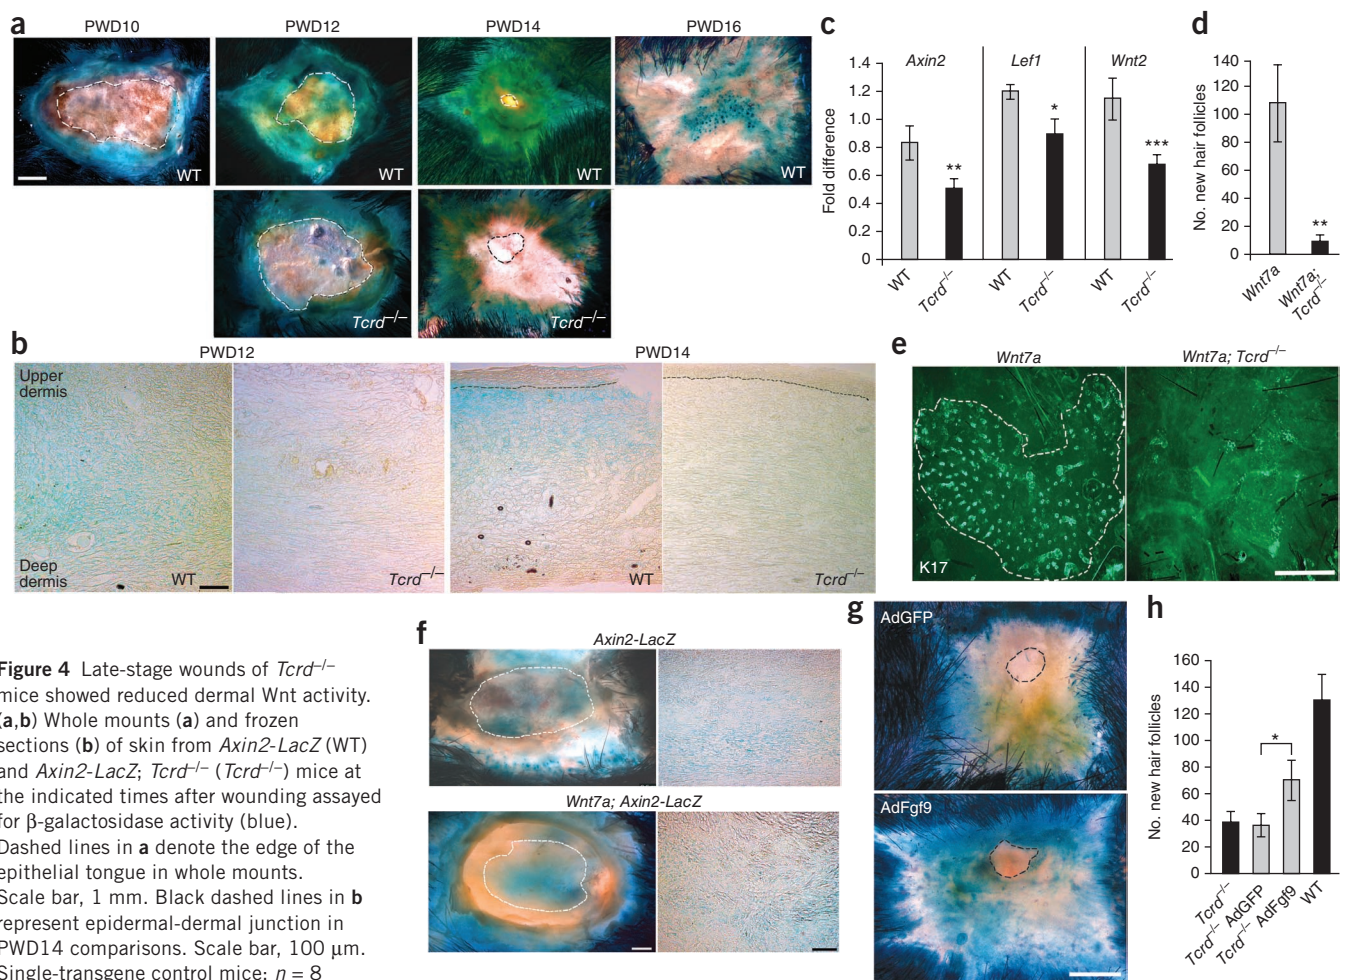 a
PWD10
PWD12
PWD14
PWD16
WT
WT
WT
WT
Tcrd–/–
Tcrd–/–
b
PWD12
PWD14
Upper
dermis
Deep
dermis
WT
Tcrd–/–
WT
Tcrd–/–
c
Axin2
Lef1
Wnt2
Fold difference
1.4
1.2
1.0
0.8
0.6
0.4
0.2
0
**
*
***
WT
Tcrd–/–
WT
Tcrd–/–
WT
Tcrd–/–
d
No. new hair follicles
140
120
100
80
60
40
20
0
**
Wnt7a
Wnt7a;
Tcrd–/–
e
Wnt7a
Wnt7a; Tcrd–/–
K17
f
Axin2-LacZ
Wnt7a; Axin2-LacZ
g
AdGFP
AdFgf9
h
No. new hair follicles
160
140
120
100
80
60
40
20
0
*
Tcrd–/–
Tcrd–/– AdGFP
Tcrd–/– AdFgf9
WT
Figure 4 Late-stage wounds of Tcrd–/–
mice showed reduced dermal Wnt activity.
(a,b) Whole mounts (a) and frozen
sections (b) of skin from Axin2-LacZ (WT)
and Axin2-LacZ; Tcrd–/– (Tcrd–/–) mice at
the indicated times after wounding assayed
for β-galactosidase activity (blue).
Dashed lines in a denote the edge of the
epithelial tongue in whole mounts.
Scale bar, 1 mm. Black dashed lines in b
represent epidermal-dermal junction in
PWD14 comparisons. Scale bar, 100 μm.
Single-transgene control mice: n = 8